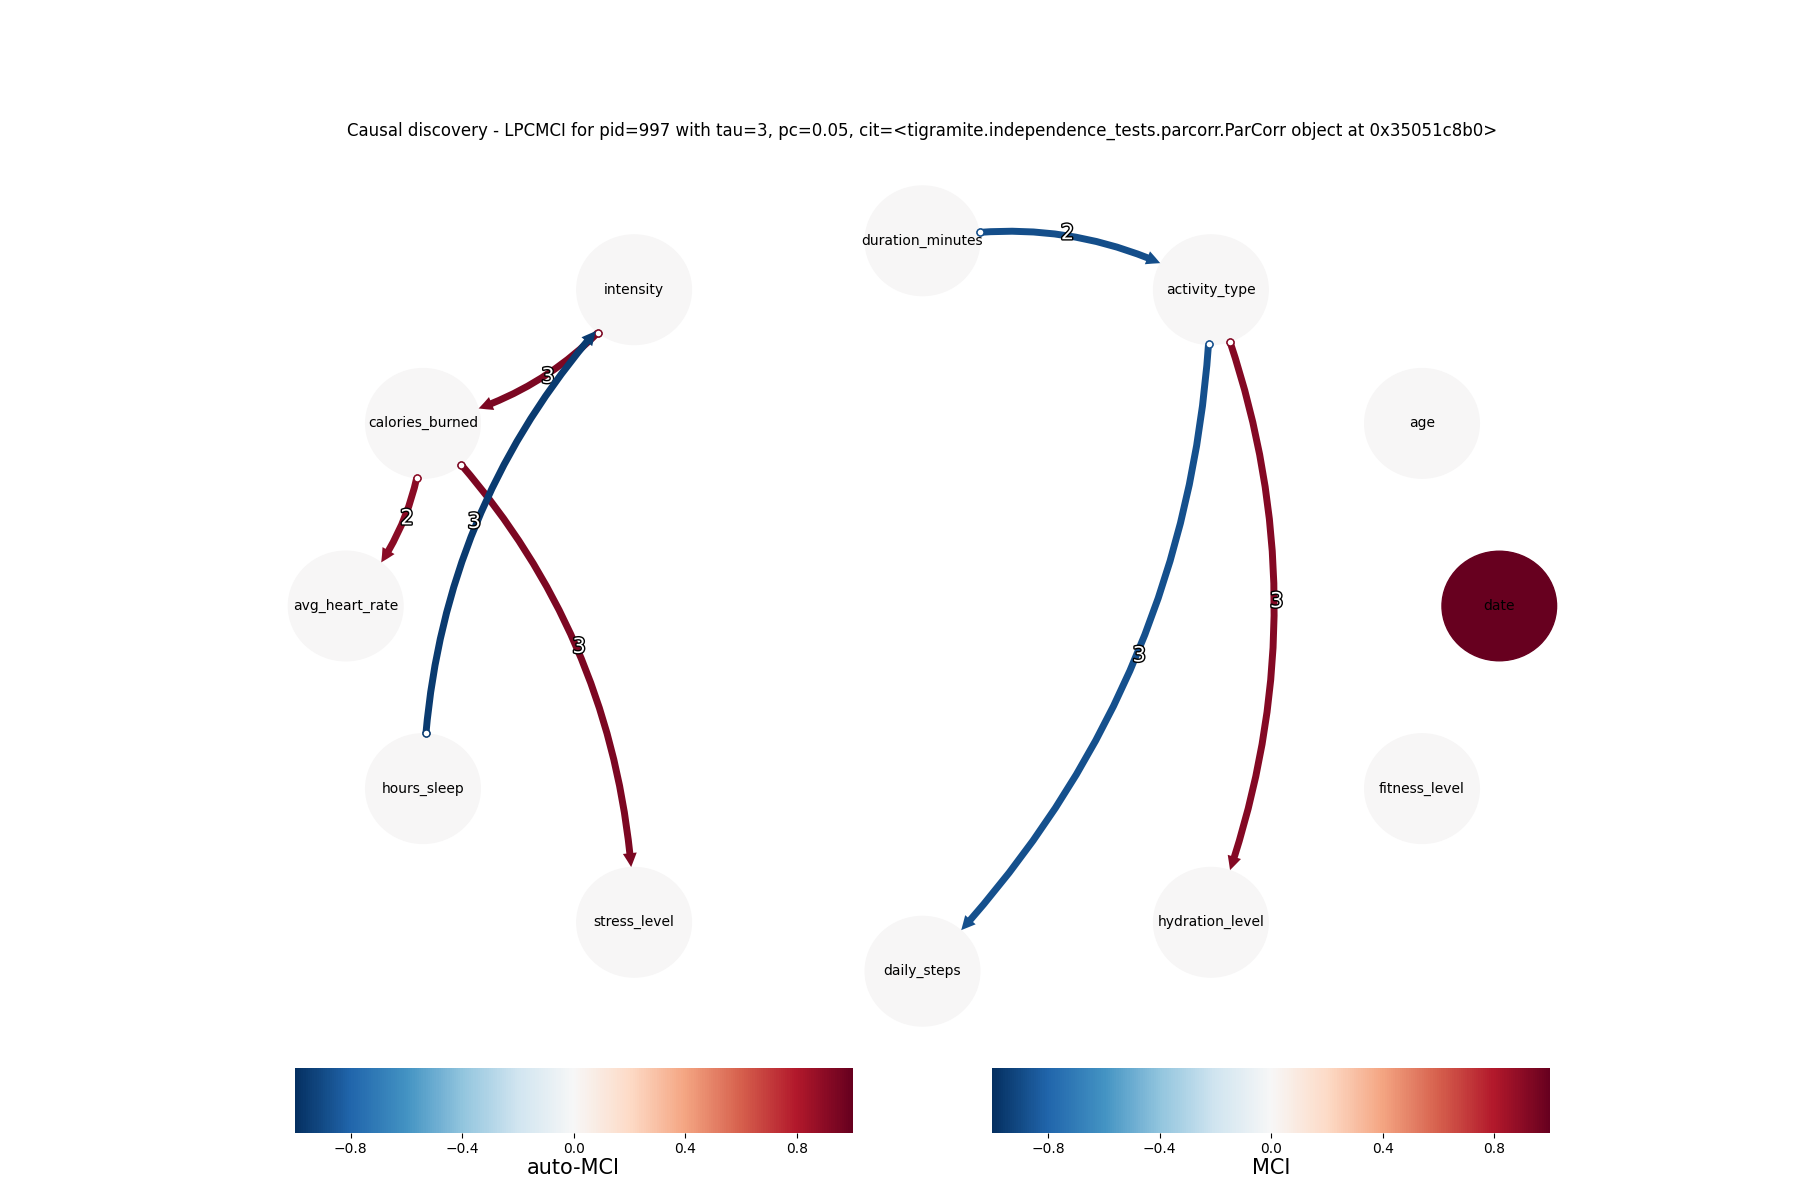 Causal discovery - LPCMCI for pid=997 with tau=3, pc=0.05, cit=<tigramite.independence_tests.parcorr.ParCorr object at 0x35051c8b0>
duration_minutes
2
intensity
activity_type
3
calories_burned
age
2
3
avg_heart_rate
3
date
3
3
hours_sleep
fitness_level
stress_level
hydration_level
daily_steps
−0.8 −0.4 0.0 0.4 0.8
auto-MCI
−0.8 −0.4 0.0 0.4 0.8
MCI